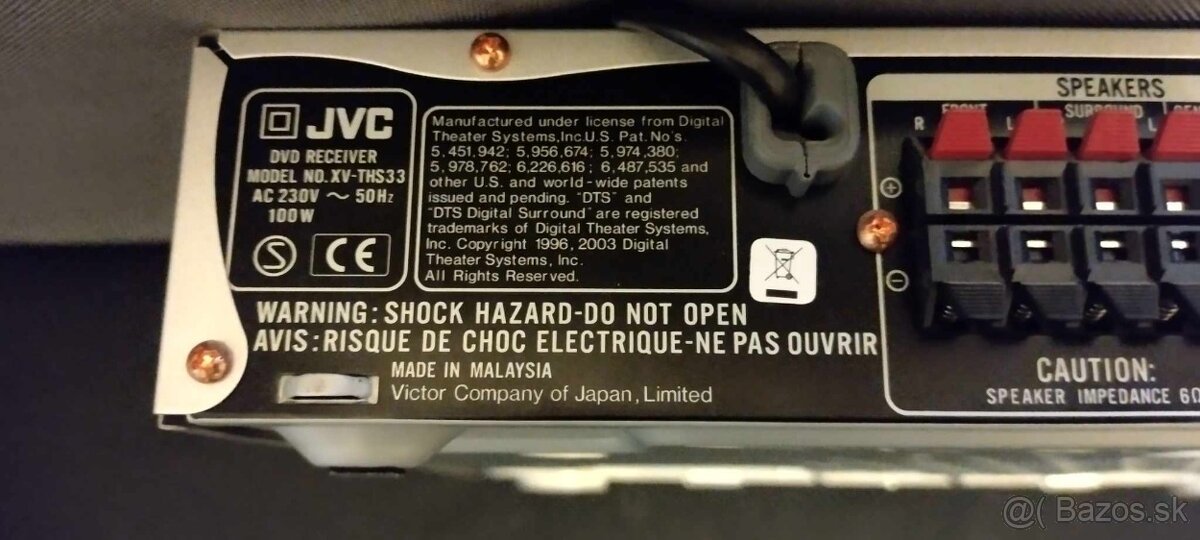 JVC
DVD RECEIVER
MODEL NO. XV-THS33
AC 230V ~ 50Hz
100W
S CE
Manufactured under license from Digital
Theater Systems,Inc.U.S. Pat. No's.
5,451,942; 5,956,674; 5,974,380;
5,978,762; 6,226,616; 6,487,535 and
other U.S. and world-wide patents
issued and pending. "DTS" and
"DTS Digital Surround" are registered
trademarks of Digital Theater Systems,
Inc. Copyright 1996, 2003 Digital
Theater Systems, Inc.
All Rights Reserved.
WARNING: SHOCK HAZARD-DO NOT OPEN
AVIS: RISQUE DE CHOC ELECTRIQUE-NE PAS OUVRIR
MADE IN MALAYSIA
Victor Company of Japan, Limited
SPEAKERS
FRONT SURROUND
R L R L
+
−
CAUTION:
SPEAKER IMPEDANCE 6Ω
@( Bazos.sk